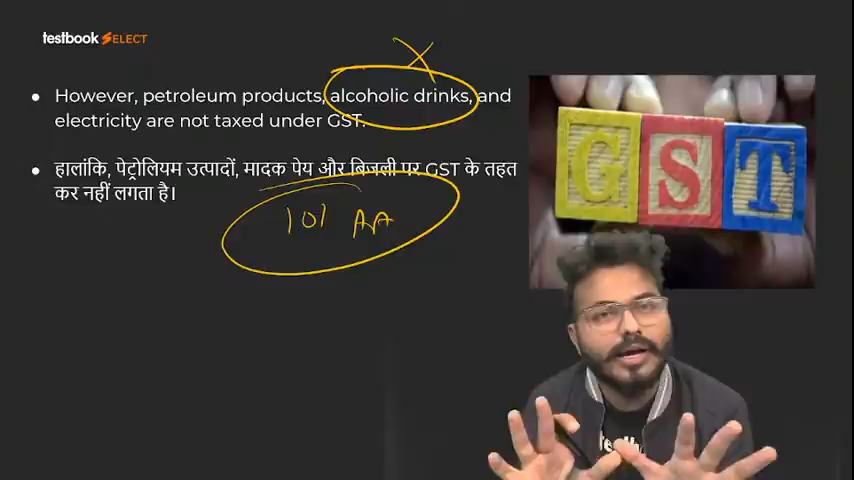 testbook SELECT
However, petroleum products, alcoholic drinks, and
electricity are not taxed under GST.
हालांकि, पेट्रोलियम उत्पादों, मादक पेय और बिजली पर GST के तहत
कर नहीं लगता है।
101 AA
GST